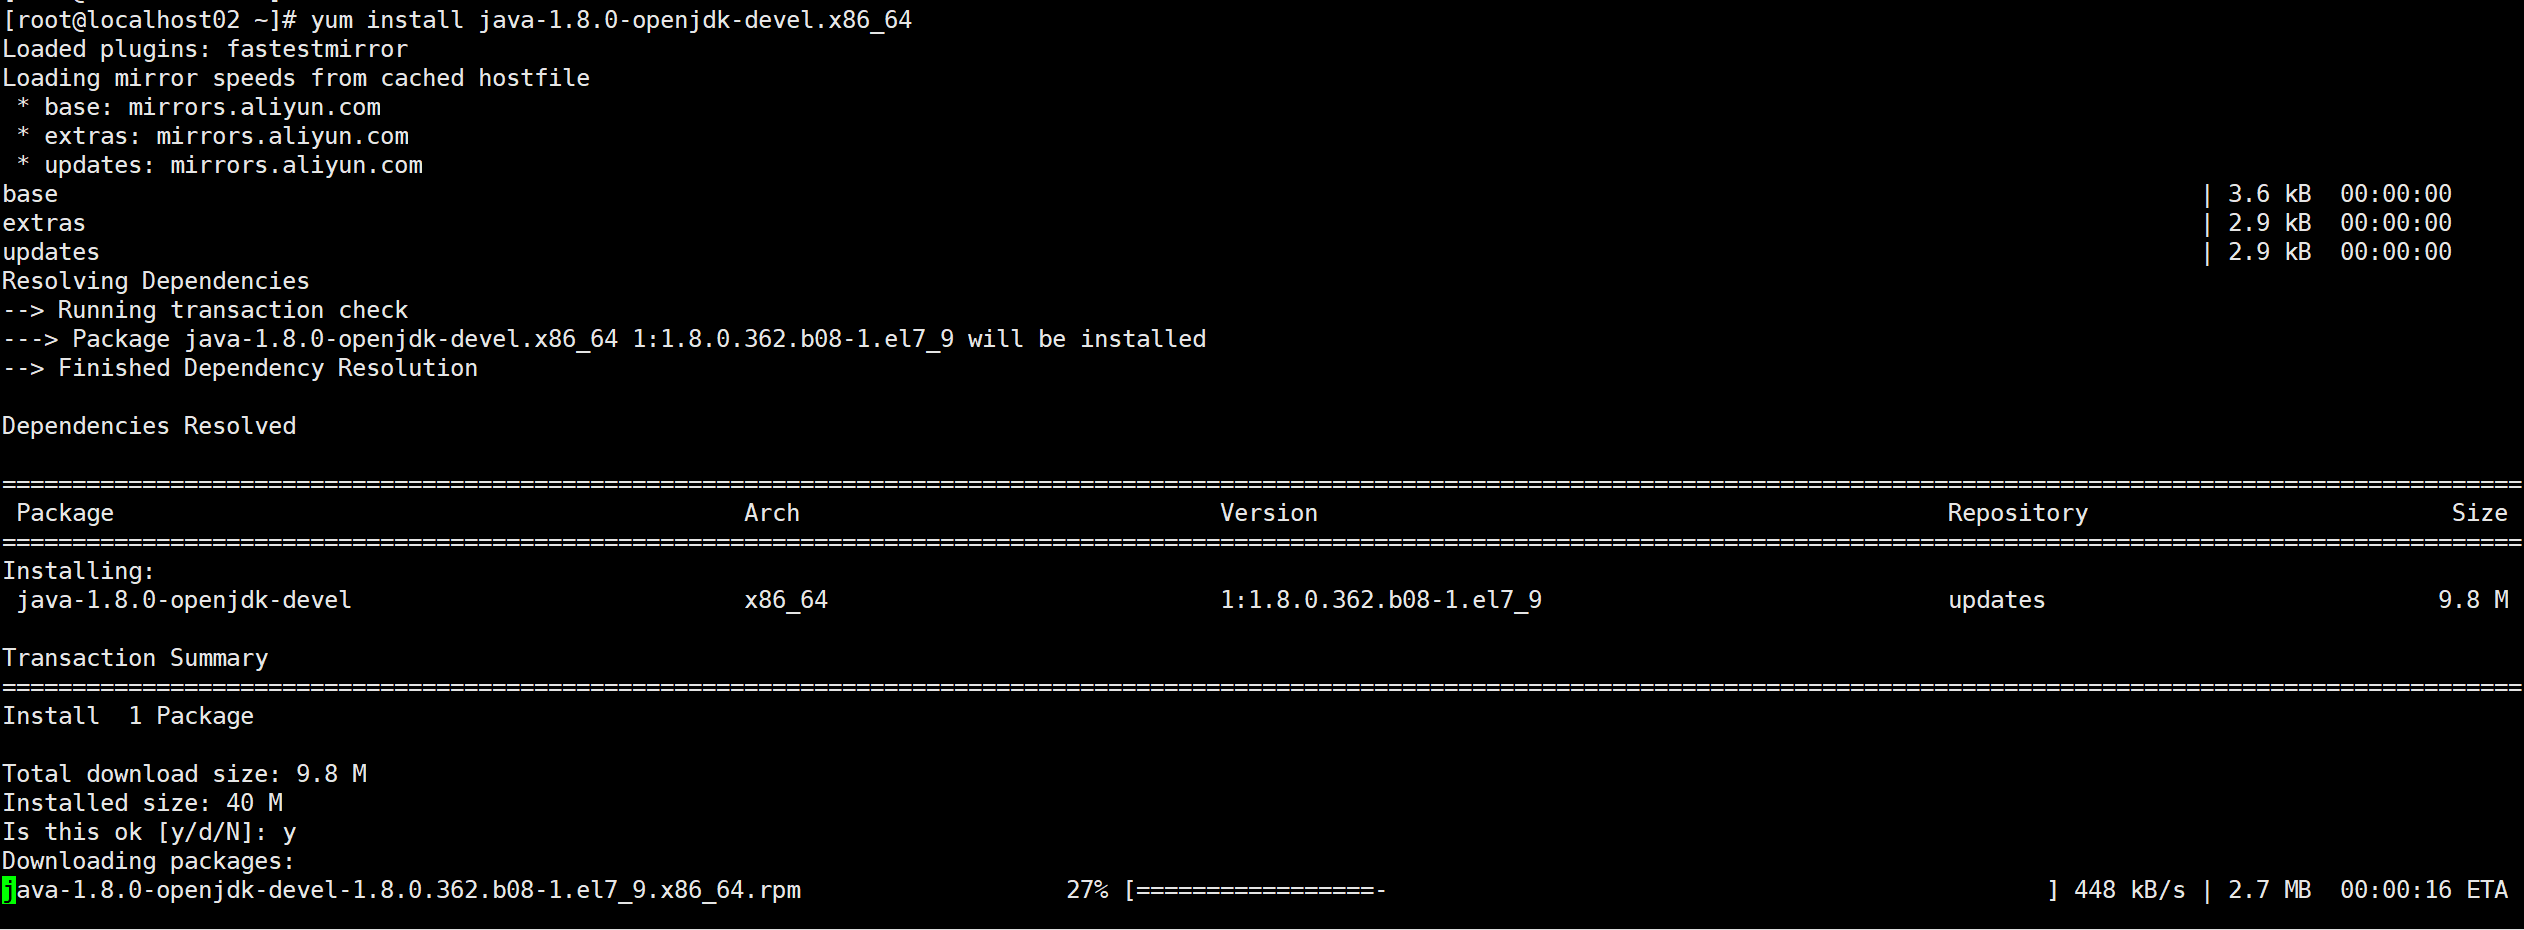 [root@localhost02 ~]# yum install java-1.8.0-openjdk-devel.x86_64
Loaded plugins: fastestmirror
Loading mirror speeds from cached hostfile
 * base: mirrors.aliyun.com
 * extras: mirrors.aliyun.com
 * updates: mirrors.aliyun.com
base | 3.6 kB  00:00:00
extras | 2.9 kB  00:00:00
updates | 2.9 kB  00:00:00
Resolving Dependencies
--> Running transaction check
---> Package java-1.8.0-openjdk-devel.x86_64 1:1.8.0.362.b08-1.el7_9 will be installed
--> Finished Dependency Resolution
Dependencies Resolved
Package Arch Version Repository Size
Installing:
java-1.8.0-openjdk-devel x86_64 1:1.8.0.362.b08-1.el7_9 updates 9.8 M
Transaction Summary
Install  1 Package
Total download size: 9.8 M
Installed size: 40 M
Is this ok [y/d/N]: y
Downloading packages:
java-1.8.0-openjdk-devel-1.8.0.362.b08-1.el7_9.x86_64.rpm 27% [=================- ] 448 kB/s | 2.7 MB  00:00:16 ETA